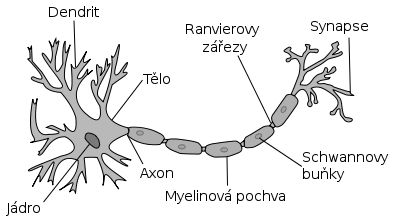 Dendrit
Ranvierovy
zářezy
Synapse
Tělo
Axon
Schwannovy
buňky
Myelinová pochva
Jádro